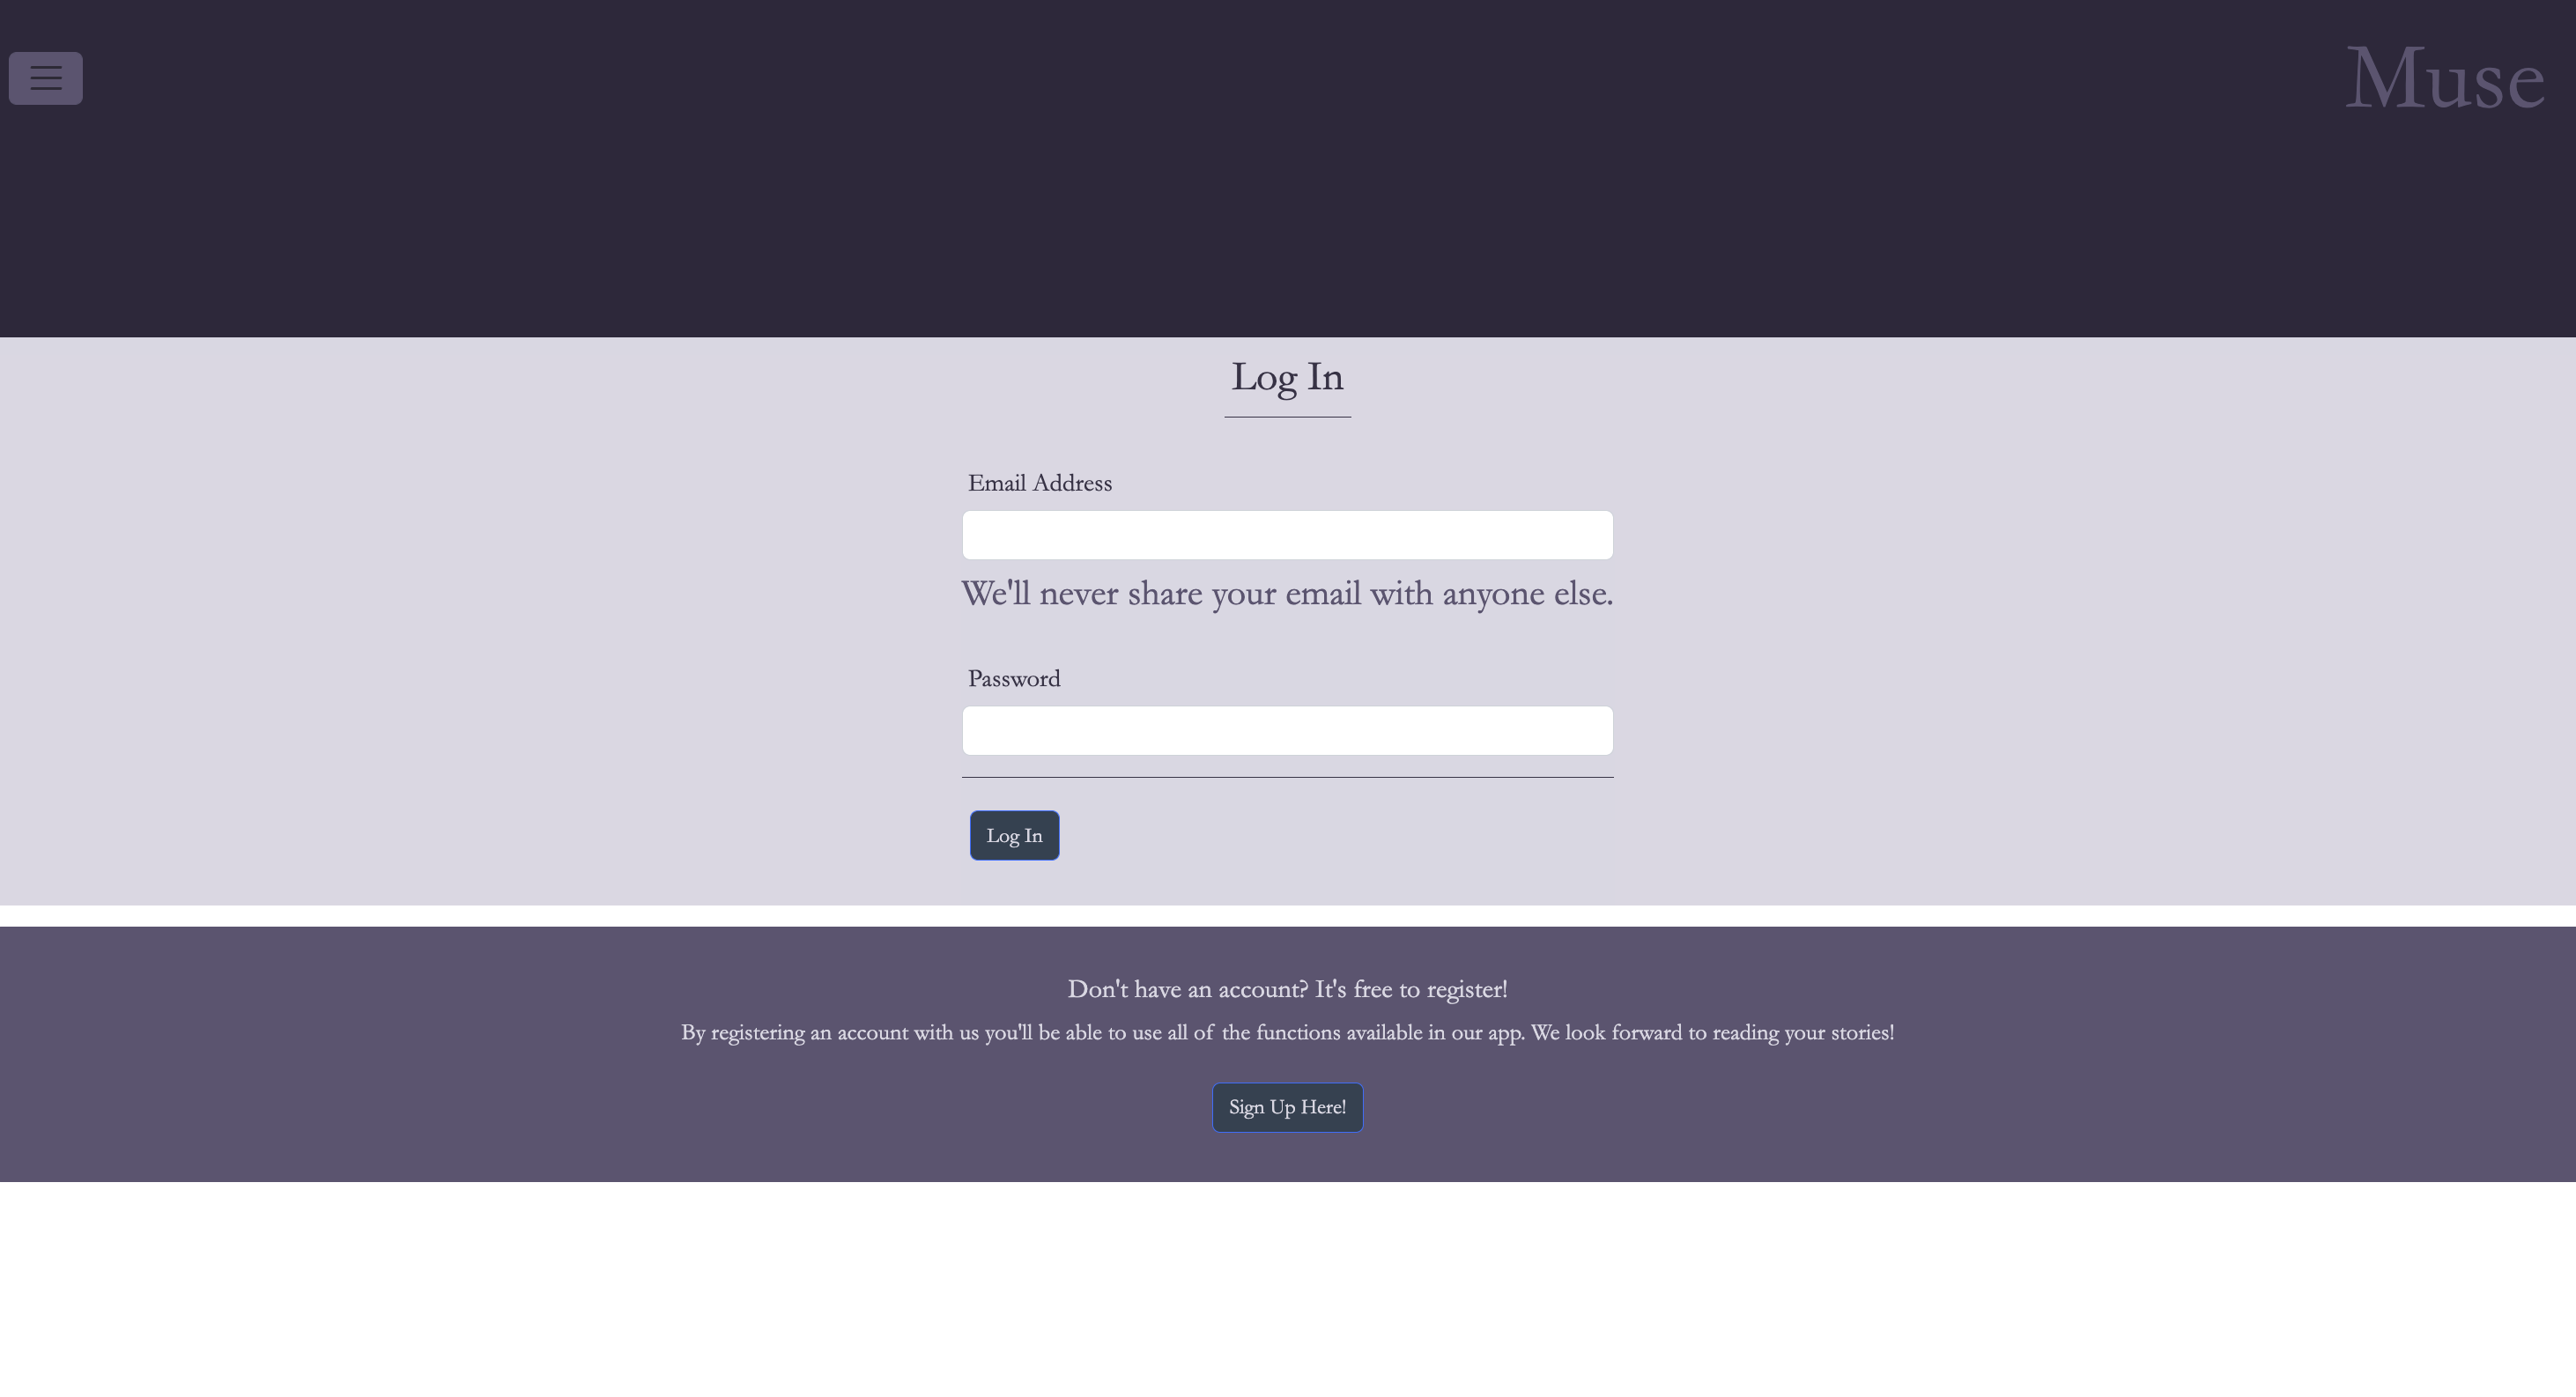 Muse
Log In
Email Address
We'll never share your email with anyone else.
Password
Log In
Don't have an account? It's free to register!
By registering an account with us you'll be able to use all of the functions available in our app. We look forward to reading your stories!
Sign Up Here!